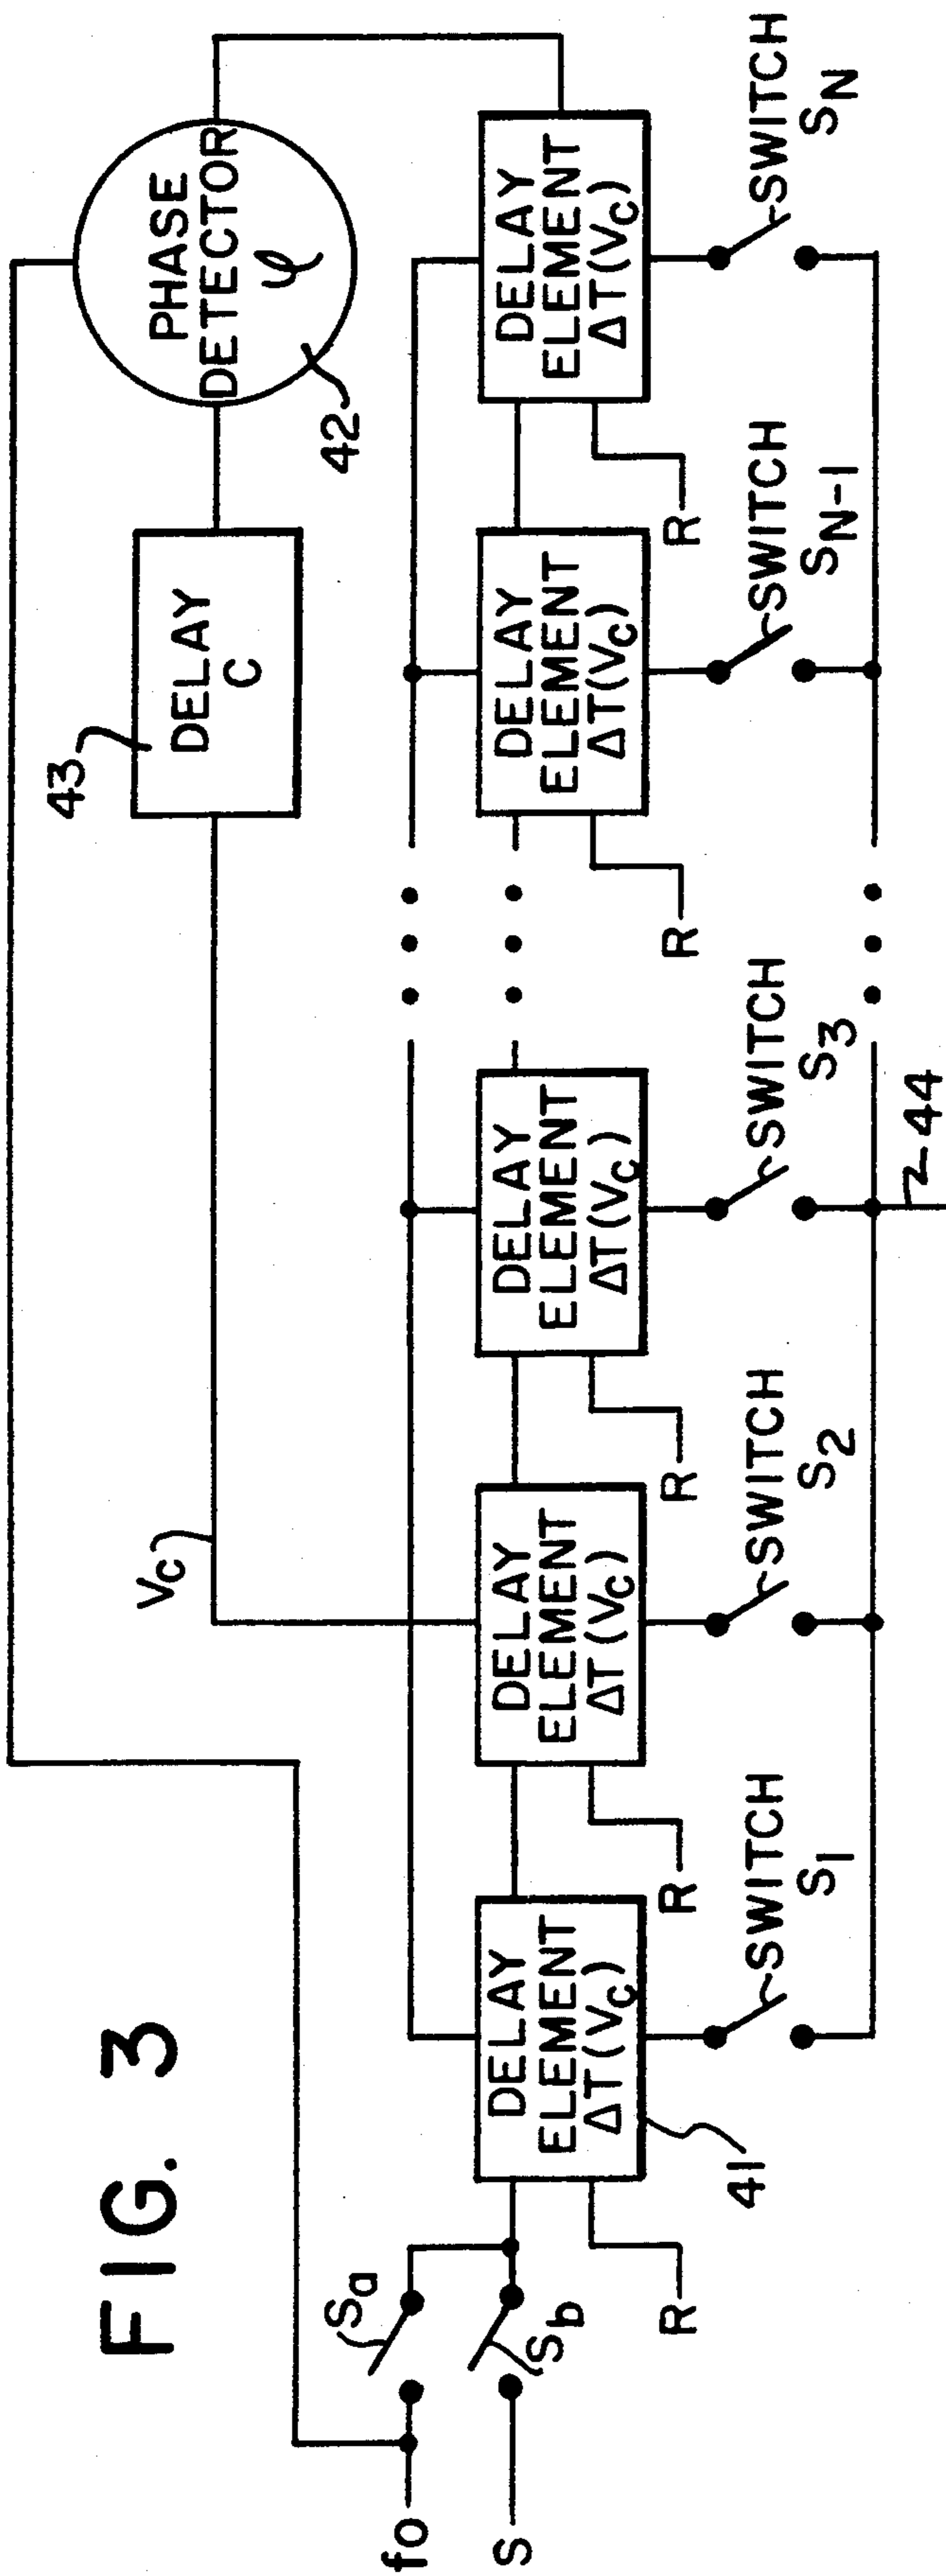 FIG. 3
fo
S
Sa
Sb
R
41
DELAY
ELEMENT
ΔT(Vc)
SWITCH
S1
R
DELAY
ELEMENT
ΔT(Vc)
SWITCH
S2
R
DELAY
ELEMENT
ΔT(Vc)
SWITCH
S3
44
R
DELAY
ELEMENT
ΔT(Vc)
SWITCH
SN-1
R
DELAY
ELEMENT
ΔT(Vc)
SWITCH
SN
Vc
43
DELAY
C
PHASE
DETECTOR
φ
42